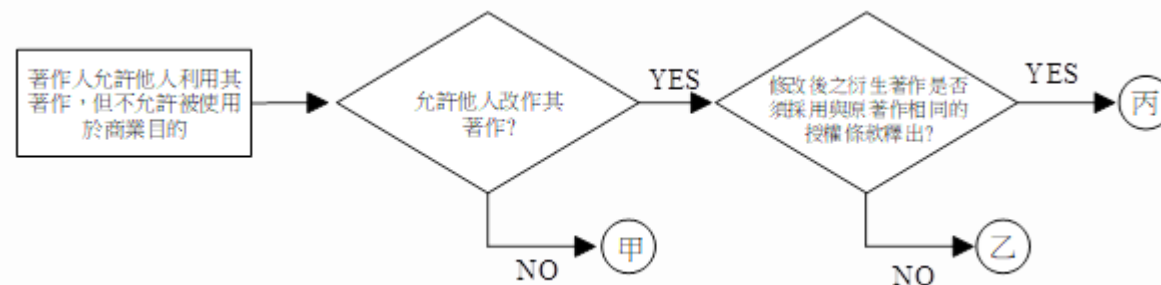 著作人允許他人利用其
著作，但不允許被使用
於商業目的
允許他人改作其
著作?
YES
修改後之衍生著作是否
須採用與原著作相同的
授權條款釋出?
YES
丙
NO
甲
NO
乙